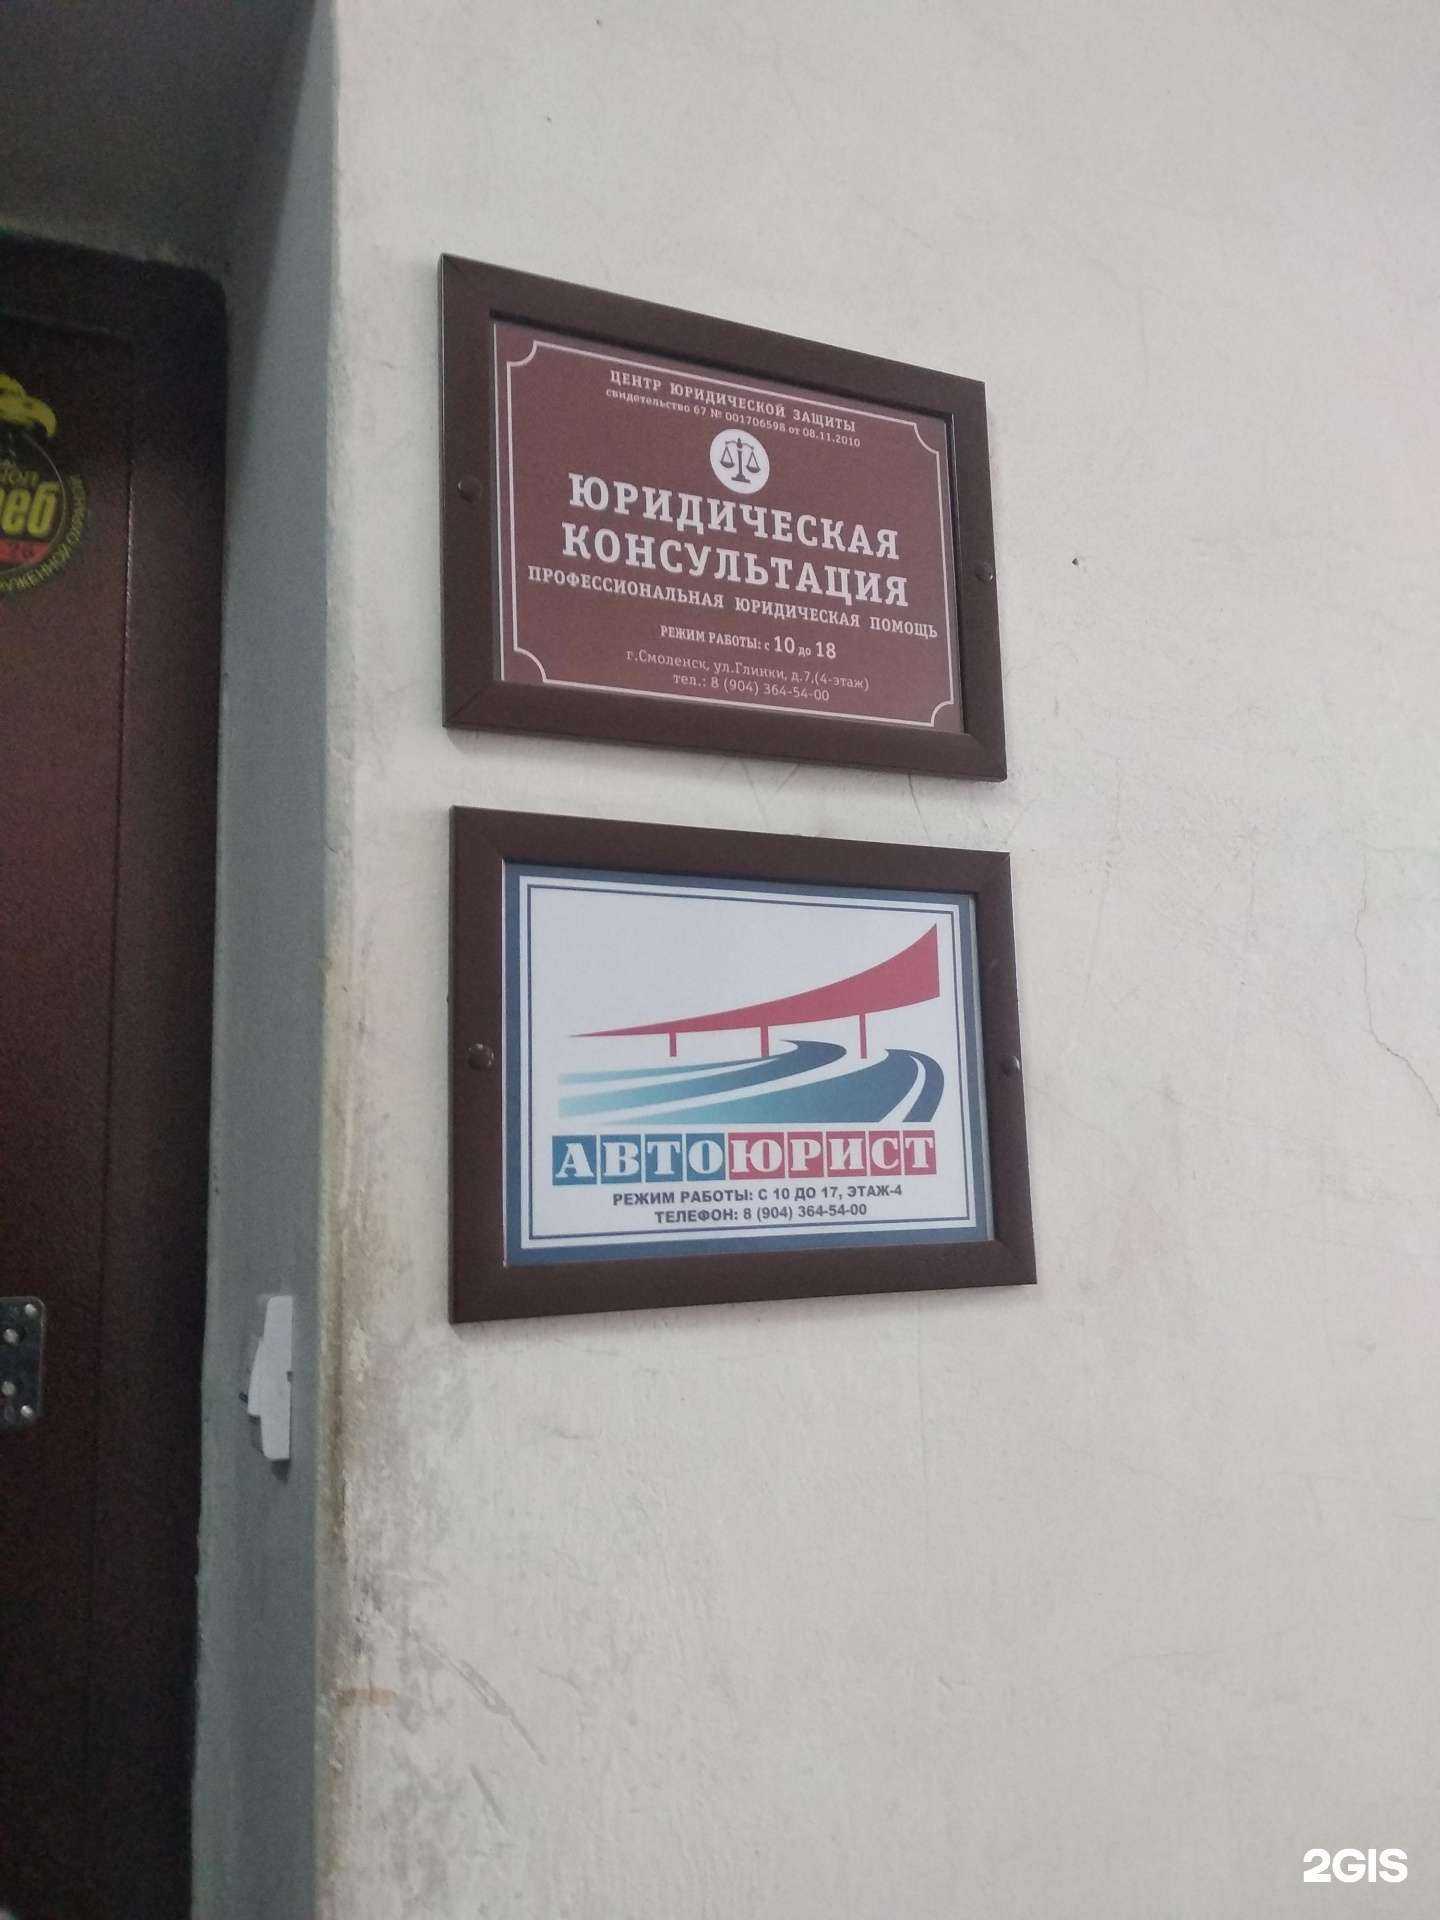 ЦЕНТР ЮРИДИЧЕСКОЙ ЗАЩИТЫ
свидетельство 67 № 001706598 от 08.11.2010
ЮРИДИЧЕСКАЯ
КОНСУЛЬТАЦИЯ
ПРОФЕССИОНАЛЬНАЯ ЮРИДИЧЕСКАЯ ПОМОЩЬ
РЕЖИМ РАБОТЫ: с 10 до 18
г.Смоленск, ул.Глинки, д.7,(4-этаж)
тел.: 8 (904) 364-54-00
АВТОЮРИСТ
РЕЖИМ РАБОТЫ: С 10 ДО 17, ЭТАЖ-4
ТЕЛЕФОН: 8 (904) 364-54-00
2GIS